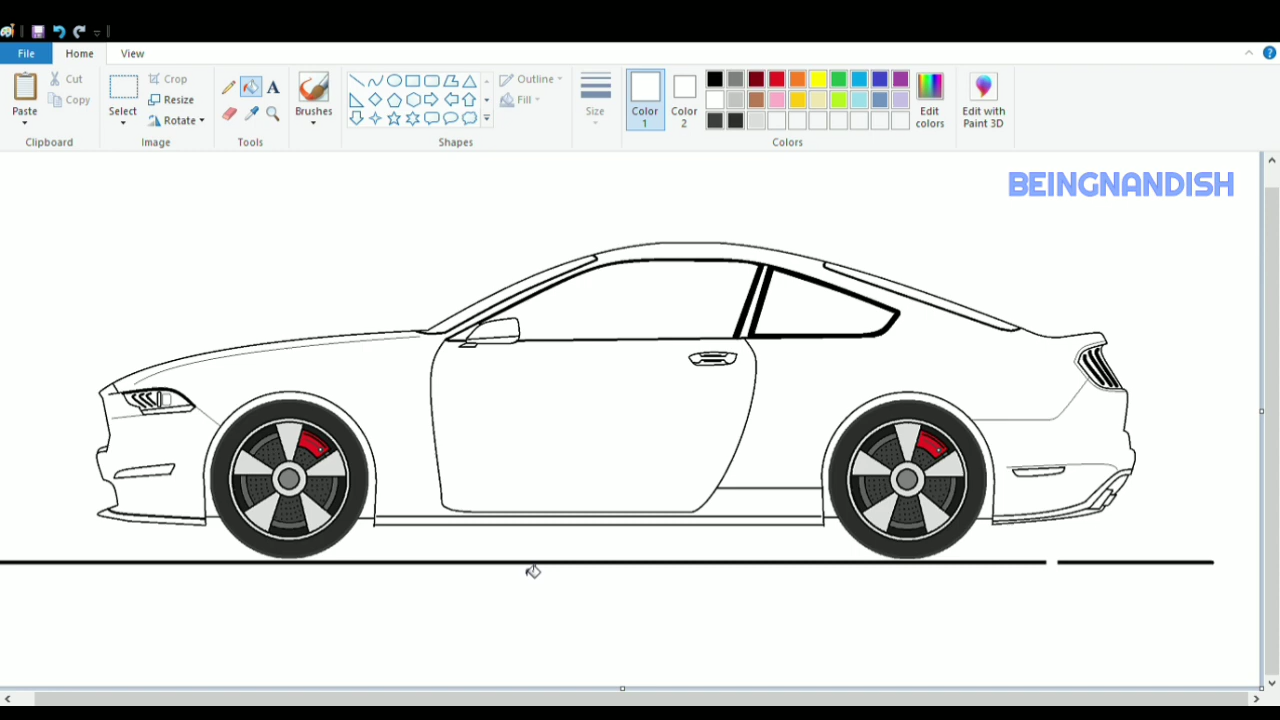 File Home View
Paste
Cut
Copy
Clipboard
Select
Crop
Resize
Rotate
Image
A
Tools
Brushes
Outline
Fill
Shapes
Size
Color 1
Color 2
Edit colors
Edit with Paint 3D
Colors
BEINGNANDISH